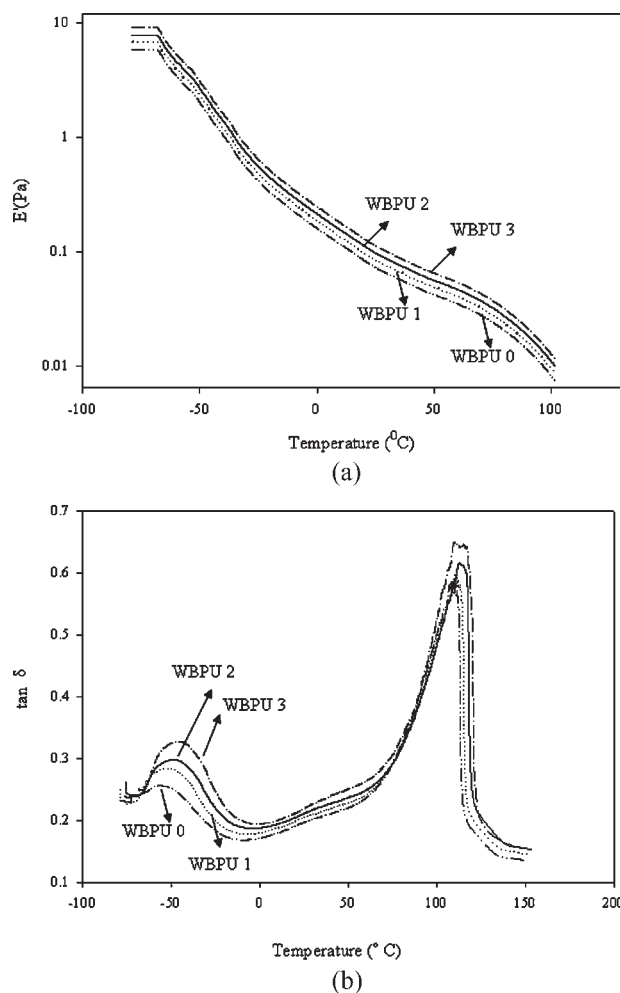 10
1
0.1
0.01
E'(Pa)
WBPU 2
WBPU 3
WBPU 1
WBPU 0
-100
-50
0
50
100
Temperature (⁰C)
(a)
0.7
0.6
0.5
0.4
0.3
0.2
0.1
tan δ
WBPU 2
WBPU 3
WBPU 0
WBPU 1
-100
-50
0
50
100
150
200
Temperature (° C)
(b)